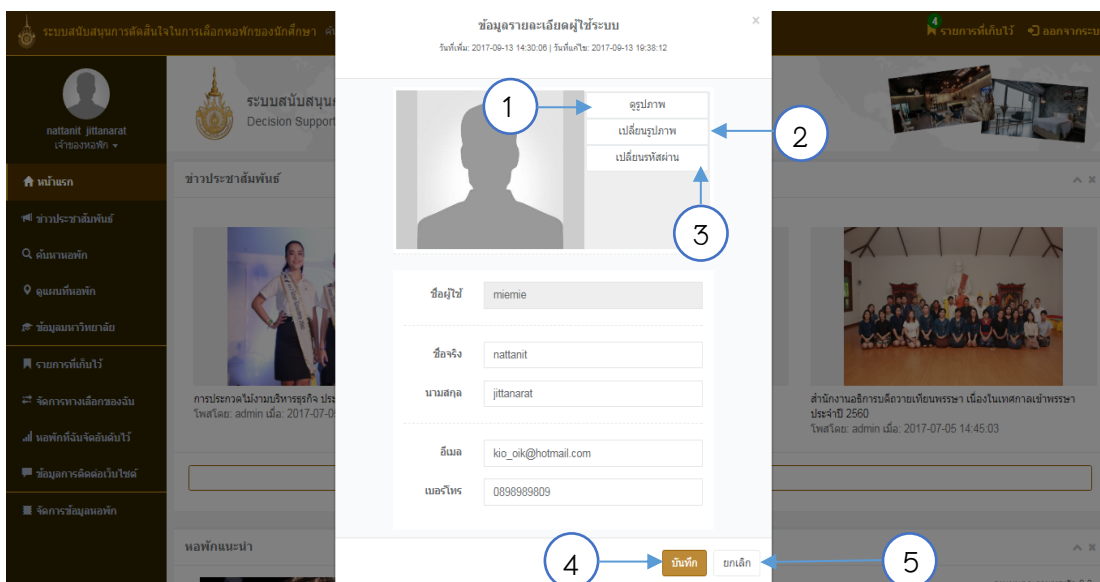 ระบบสนับสนุนการตัดสินใจในการเลือกหอพักของนักศึกษา
4
รายการที่เก็บไว้
ออกจากระบ
ข้อมูลรายละเอียดผู้ใช้ระบบ
×
วันที่เพิ่ม: 2017-09-13 14:30:06 | วันที่แก้ไข: 2017-09-13 19:38:12
nattanit jittanarat
เจ้าของหอพัก
ระบบสนับสนุน
Decision Support
1
ดูรูปภาพ
เปลี่ยนรูปภาพ
2
เปลี่ยนรหัสผ่าน
3
หน้าแรก
ข่าวประชาสัมพันธ์
ค้นหาหอพัก
ดูแผนที่หอพัก
ข้อมูลมหาวิทยาลัย
รายการที่เก็บไว้
จัดการทางเลือกของฉัน
หอพักที่ฉันจัดอันดับไว้
ข้อมูลการติดต่อเว็บไซต์
จัดการข้อมูลหอพัก
ข่าวประชาสัมพันธ์
การประกวดไม้งามบริหารธุรกิจ ประ
โพสโดย: admin เมื่อ: 2017-07-05
สำนักงานอธิการบดีถวายเทียนพรรษา เนื่องในเทศกาลเข้าพรรษา
ประจำปี 2560
โพสโดย: admin เมื่อ: 2017-07-05 14:45:03
ชื่อผู้ใช้ miemie
ชื่อจริง nattanit
นามสกุล jittanarat
อีเมล kio_oik@hotmail.com
เบอร์โทร 0898989809
หอพักแนะนำ
4
บันทึก
ยกเลิก
5